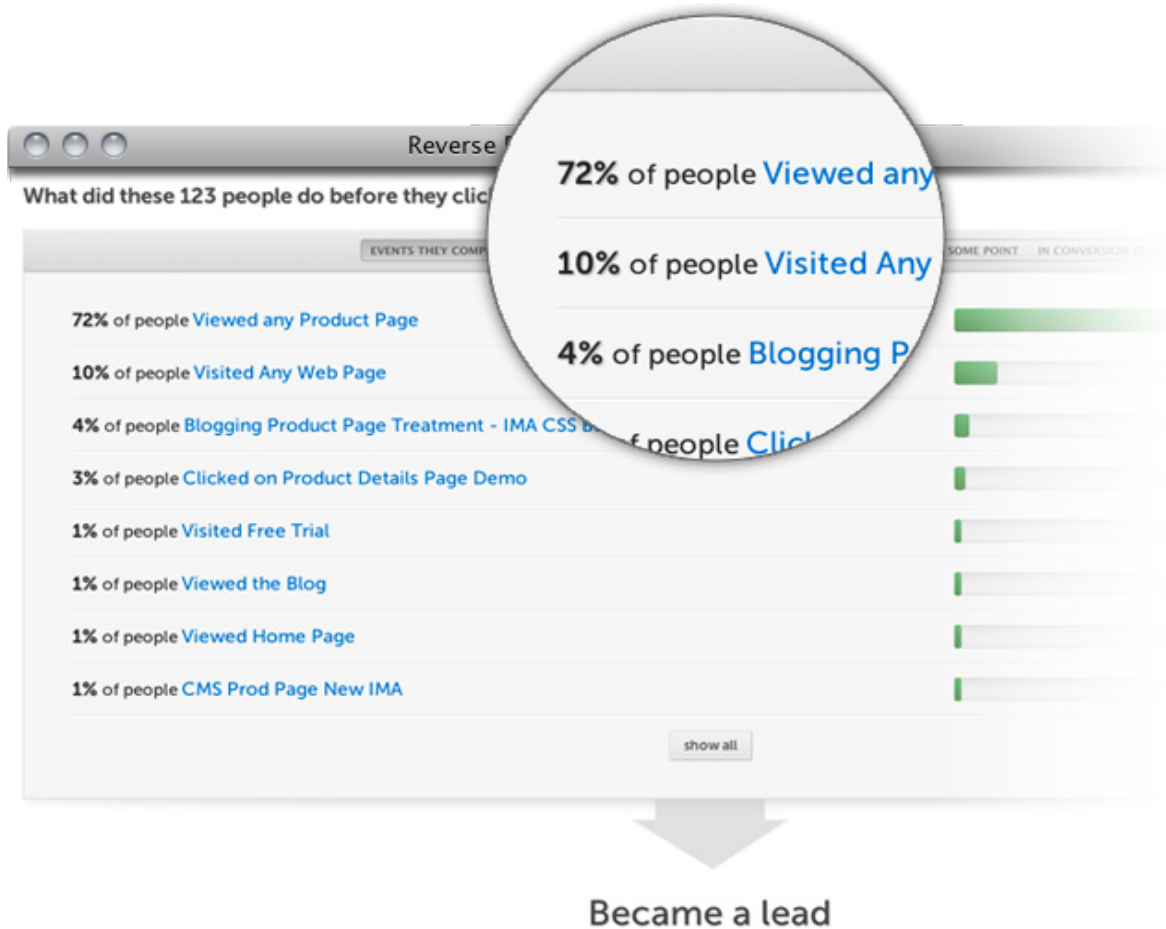 Reverse
What did these 123 people do before they clic
EVENTS THEY COMP
SOME POINT IN CONVERSION
72% of people Viewed any
10% of people Visited Any
4% of people Blogging P
of people Clic
72% of people Viewed any Product Page
10% of people Visited Any Web Page
4% of people Blogging Product Page Treatment - IMA CSS
3% of people Clicked on Product Details Page Demo
1% of people Visited Free Trial
1% of people Viewed the Blog
1% of people Viewed Home Page
1% of people CMS Prod Page New IMA
show all
Became a lead